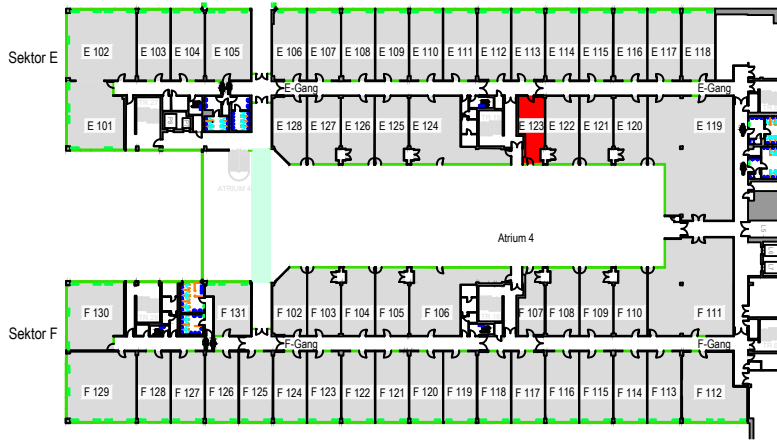 E 102 E 103 E 104 E 105 E 106 E 107 E 108 E 109 E 110 E 111 E 112 E 113 E 114 E 115 E 116 E 117 E 118
Sektor E
E-Gang E-Gang
E 101 E 128 E 127 E 126 E 125 E 124 E 123 E 122 E 121 E 120 E 119
ATRIUM 4
Atrium 4
F 130 F 131 F 102 F 103 F 104 F 105 F 106 F 107 F 108 F 109 F 110 F 111
Sektor F
F-Gang F-Gang
F 129 F 128 F 127 F 126 F 125 F 124 F 123 F 122 F 121 F 120 F 119 F 118 F 117 F 116 F 115 F 114 F 113 F 112